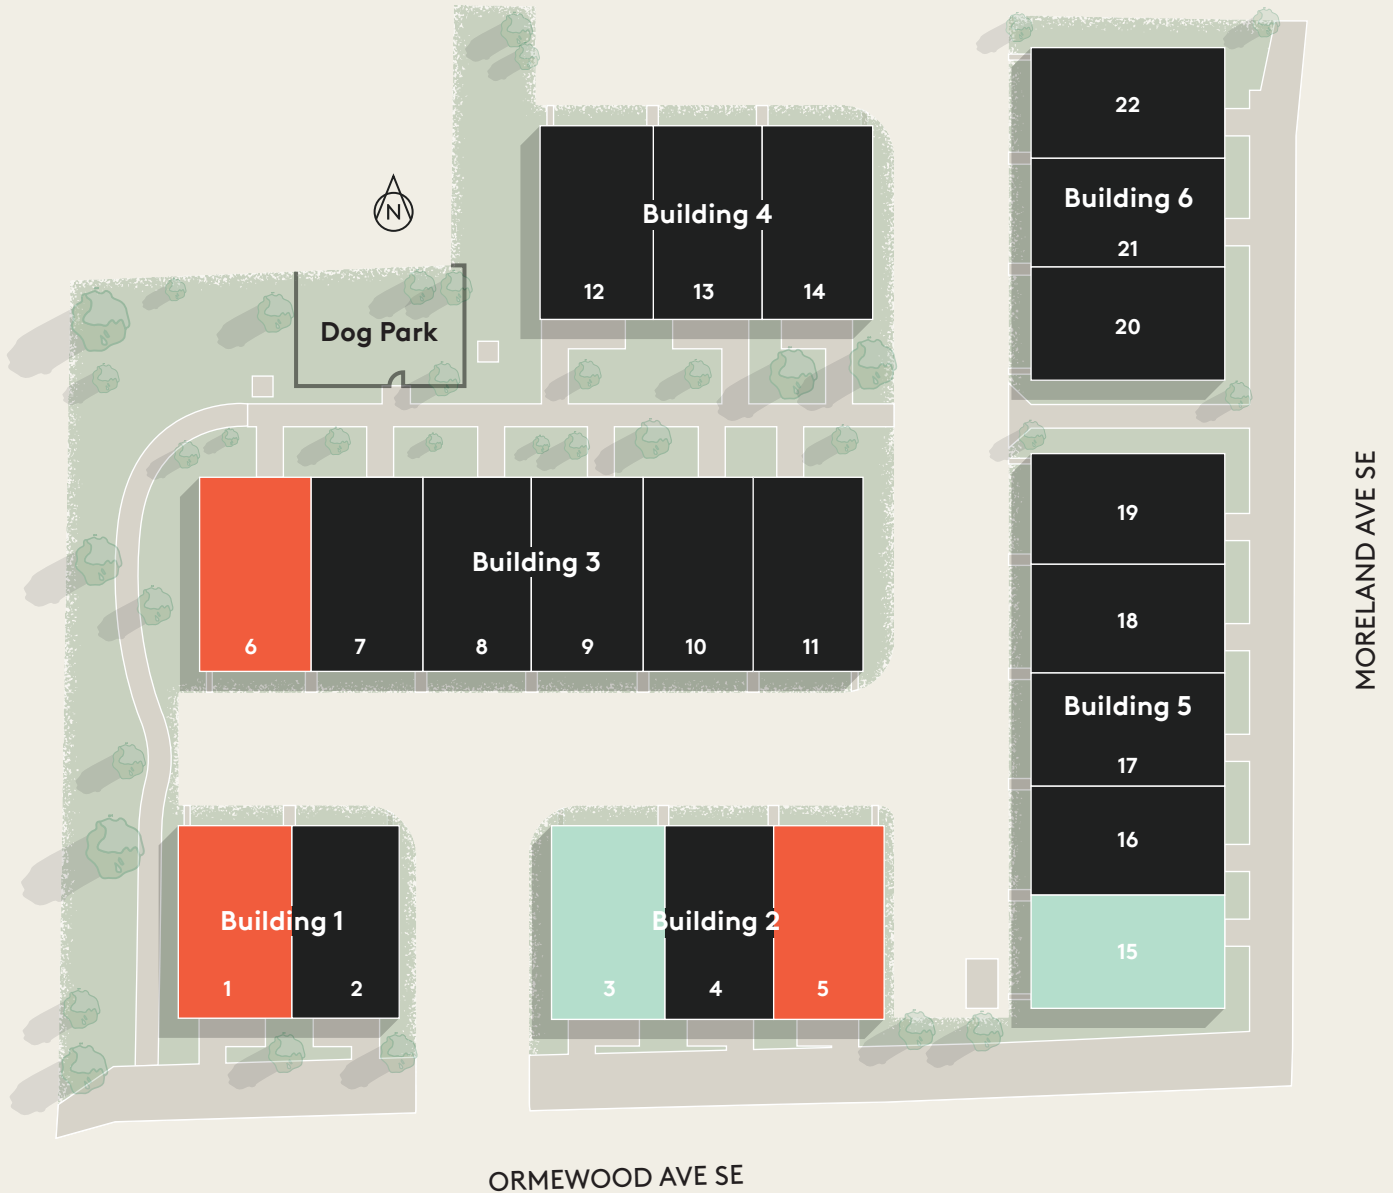 22
Building 6
21
20
N
Building 4
12 13 14
Dog Park
Building 3
6 7 8 9 10 11
19
18
Building 5
17
16
15
MORELAND AVE SE
Building 1
1 2
Building 2
3 4 5
ORMEWOOD AVE SE